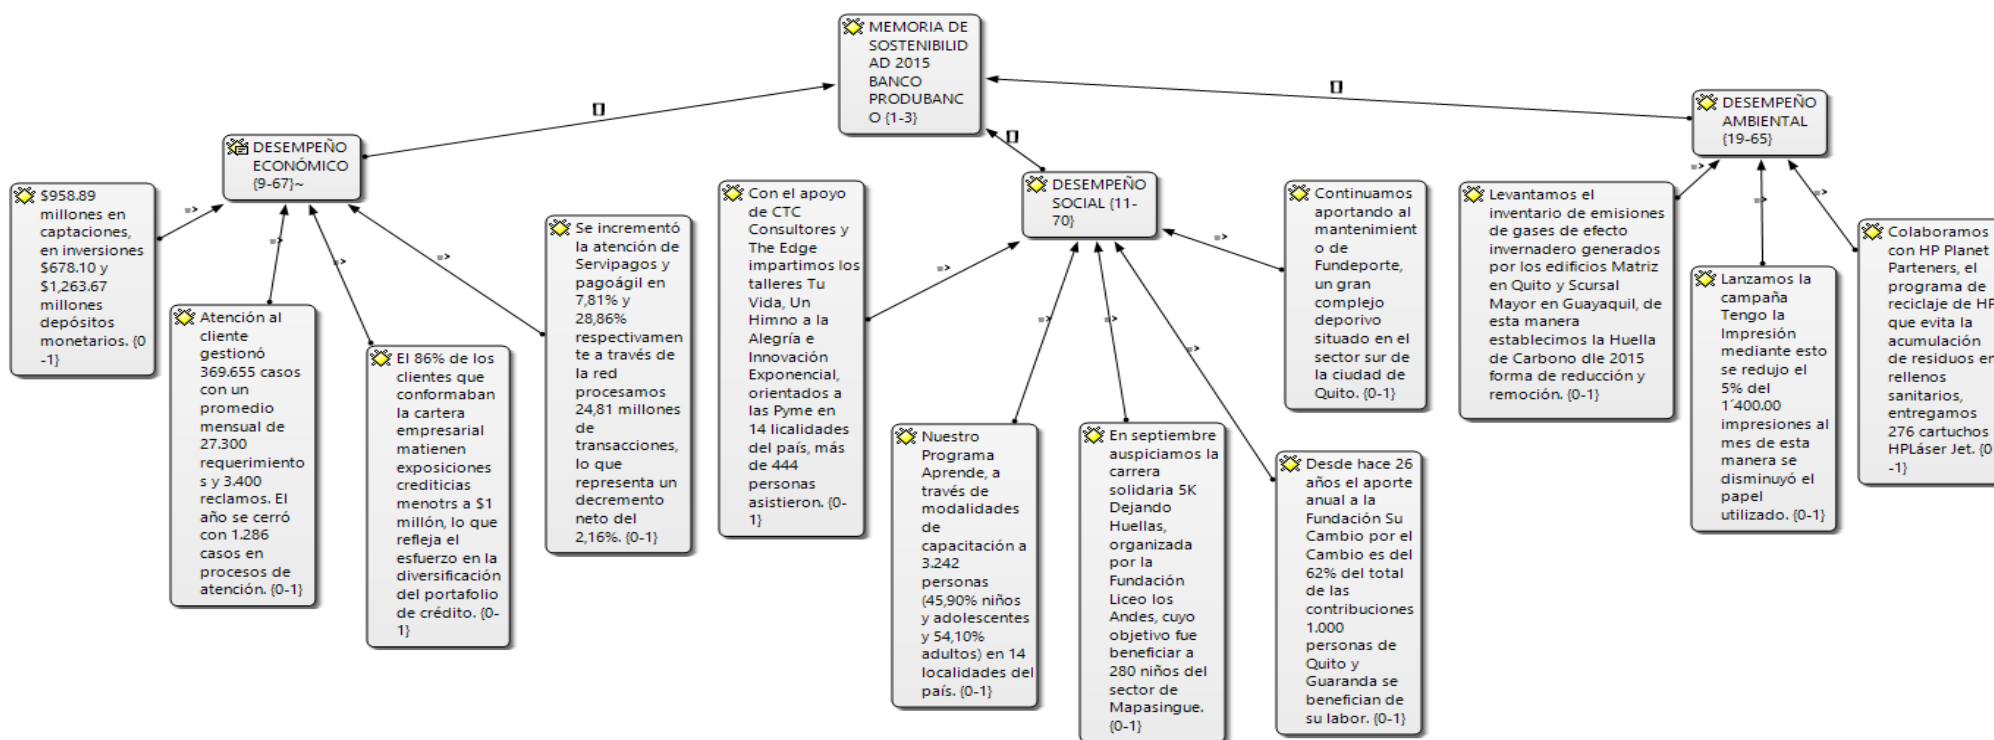 MEMORIA DE
SOSTENIBILID
AD 2015
BANCO
PRODUBANC
O {1-3}
[]
[]
[]
DESEMPEÑO
ECONÓMICO
{9-67}~
DESEMPEÑO
SOCIAL {11-
70}
DESEMPEÑO
AMBIENTAL
{19-65}
$958.89
millones en
captaciones,
en inversiones
$678.10 y
$1,263.67
millones
depósitos
monetarios. {0
-1}
=>
Atención al
cliente
gestionó
369.655 casos
con un
promedio
mensual de
27.300
requerimiento
s y 3.400
reclamos. El
año se cerró
con 1.286
casos en
procesos de
atención. {0-1}
=>
El 86% de los
clientes que
conformaban
la cartera
empresarial
matienen
exposiciones
crediticias
menotrs a $1
millón, lo que
refleja el
esfuerzo en la
diversificación
del portafolio
de crédito. {0-
1}
=>
Se incrementó
la atención de
Servipagos y
pagoágil en
7,81% y
28,86%
respectivamen
te a través de
la red
procesamos
24,81 millones
de
transacciones,
lo que
representa un
decremento
neto del
2,16%. {0-1}
=>
Con el apoyo
de CTC
Consultores y
The Edge
impartimos los
talleres Tu
Vida, Un
Himno a la
Alegría e
Innovación
Exponencial,
orientados a
las Pyme en
14 licalidades
del país, más
de 444
personas
asistieron. {0-
1}
=>
Nuestro
Programa
Aprende, a
través de
modalidades
de
capacitación a
3.242
personas
(45,90% niños
y adolescentes
y 54,10%
adultos) en 14
localidades del
país. {0-1}
=>
En septiembre
auspiciamos la
carrera
solidaria 5K
Dejando
Huellas,
organizada
por la
Fundación
Liceo los
Andes, cuyo
objetivo fue
beneficiar a
280 niños del
sector de
Mapasingue.
{0-1}
=>
Desde hace 26
años el aporte
anual a la
Fundación Su
Cambio por el
Cambio es del
62% del total
de las
contribuciones
1.000
personas de
Quito y
Guaranda se
benefician de
su labor. {0-1}
=>
Continuamos
aportando al
mantenimient
o de
Fundeporte,
un gran
complejo
deporivo
situado en el
sector sur de
la ciudad de
Quito. {0-1}
=>
Levantamos el
inventario de emisiones
de gases de efecto
invernadero generados
por los edificios Matriz
en Quito y Scursal
Mayor en Guayaquil, de
esta manera
establecimos la Huella
de Carbono dle 2015
forma de reducción y
remoción. {0-1}
=>
Lanzamos la
campaña
Tengo la
Impresión
mediante esto
se redujo el
5% del
1´400.00
impresiones al
mes de esta
manera se
disminuyó el
papel
utilizado. {0-1}
=>
Colaboramos
con HP Planet
Parteners, el
programa de
reciclaje de HP
que evita la
acumulación
de residuos en
rellenos
sanitarios,
entregamos
276 cartuchos
HPLáser Jet. {0
-1}
=>